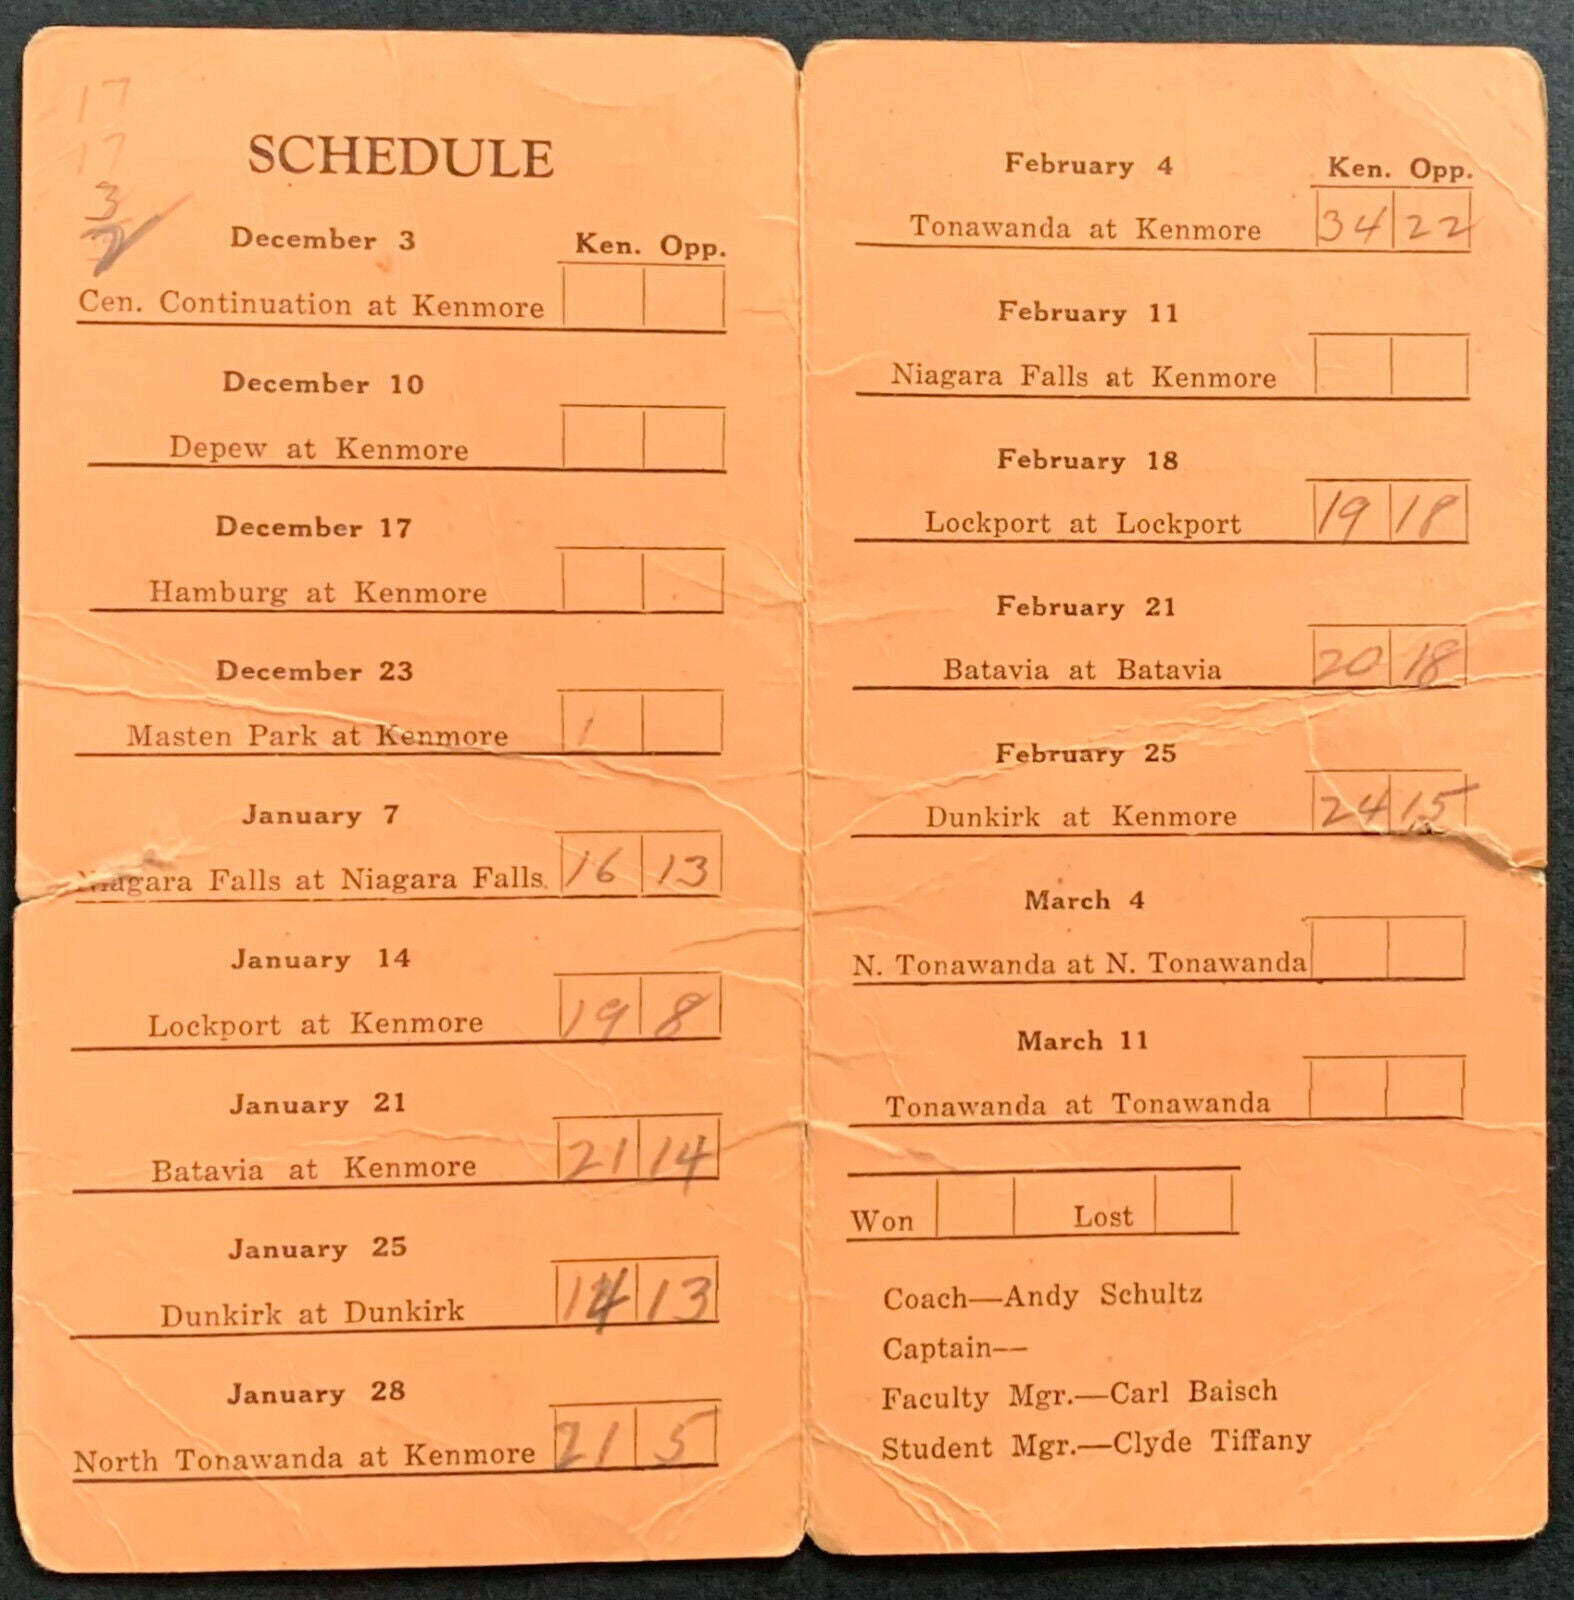 17
17
3
2
SCHEDULE
December 3 Ken. Opp.
Cen. Continuation at Kenmore
December 10
Depew at Kenmore
December 17
Hamburg at Kenmore
December 23
Masten Park at Kenmore 1
January 7
Niagara Falls at Niagara Falls. 16 13
January 14
Lockport at Kenmore 19 8
January 21
Batavia at Kenmore 21 14
January 25
Dunkirk at Dunkirk 14 13
January 28
North Tonawanda at Kenmore 21 5
February 4 Ken. Opp.
Tonawanda at Kenmore 34 22
February 11
Niagara Falls at Kenmore
February 18
Lockport at Lockport 19 18
February 21
Batavia at Batavia 20 18
February 25
Dunkirk at Kenmore 24 15
March 4
N. Tonawanda at N. Tonawanda
March 11
Tonawanda at Tonawanda
Won Lost
Coach—Andy Schultz
Captain—
Faculty Mgr.—Carl Baisch
Student Mgr.—Clyde Tiffany